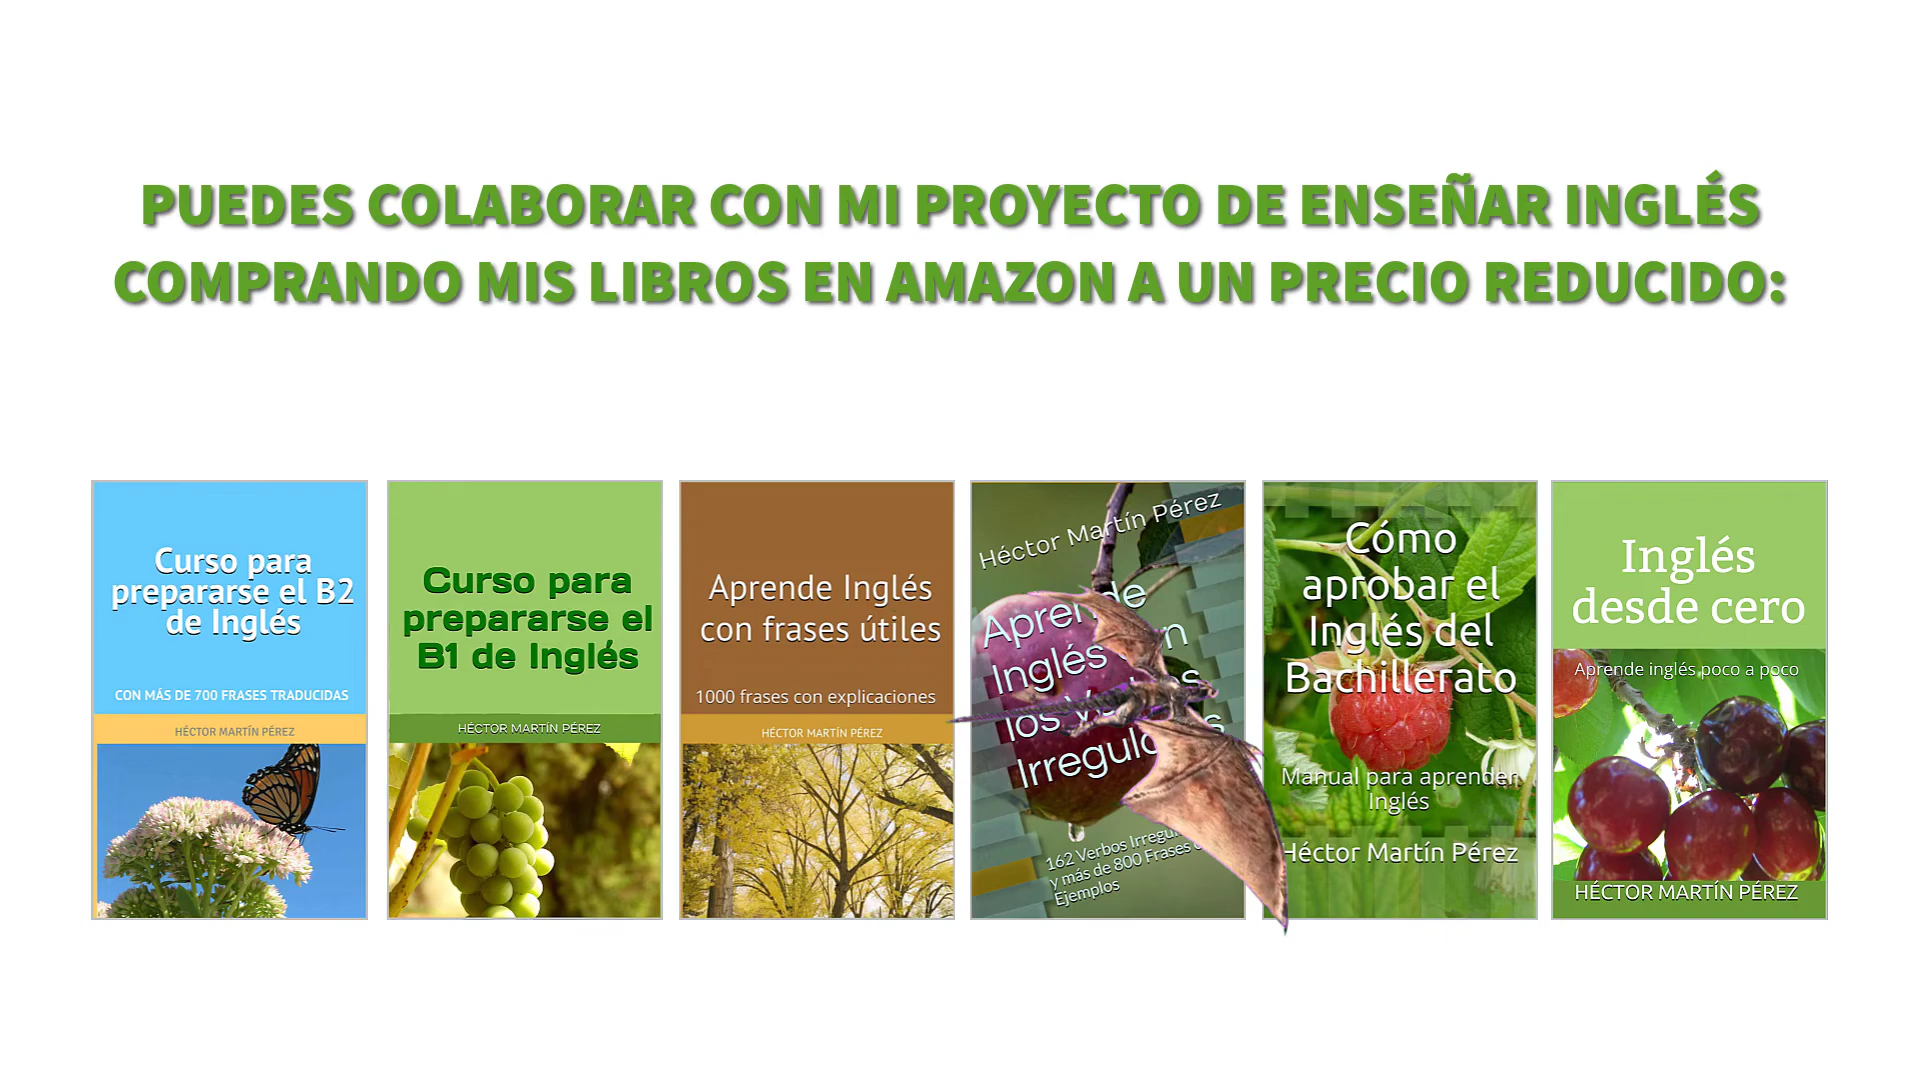 PUEDES COLABORAR CON MI PROYECTO DE ENSEÑAR INGLÉS
COMPRANDO MIS LIBROS EN AMAZON A UN PRECIO REDUCIDO:
Curso para
prepararse el B2
de Inglés
CON MÁS DE 700 FRASES TRADUCIDAS
HÉCTOR MARTÍN PÉREZ
Curso para
prepararse el
B1 de Inglés
HÉCTOR MARTÍN PÉREZ
Aprende Inglés
con frases útiles
1000 frases con explicaciones
HÉCTOR MARTÍN PÉREZ
Héctor Martín Pérez
Aprende
Inglés
los
162 Verbos
y más de 800 Frases
Ejemplos
Cómo
aprobar el
Inglés del
Bachillerato
Manual para aprender
Inglés
Héctor Martín Pérez
Inglés
desde cero
Aprende inglés poco a poco
HÉCTOR MARTÍN PÉREZ